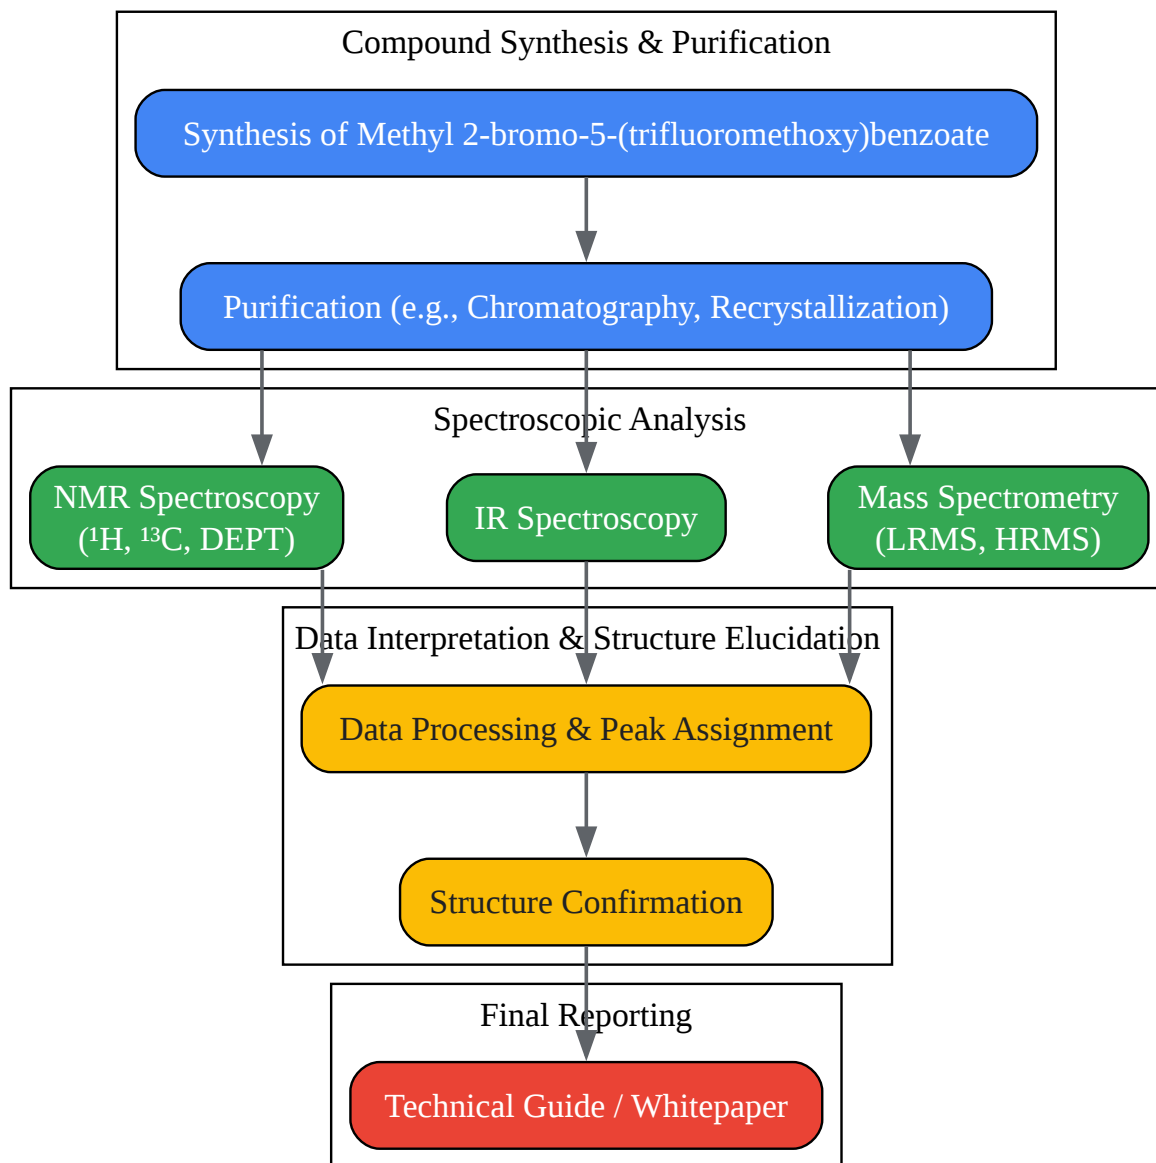 Compound Synthesis & Purification
Synthesis of Methyl 2-bromo-5-(trifluoromethoxy)benzoate
Purification (e.g., Chromatography, Recrystallization)
Spectroscopic Analysis
NMR Spectroscopy
(¹H, ¹³C, DEPT)
IR Spectroscopy
Mass Spectrometry
(LRMS, HRMS)
Data Interpretation & Structure Elucidation
Data Processing & Peak Assignment
Structure Confirmation
Final Reporting
Technical Guide / Whitepaper